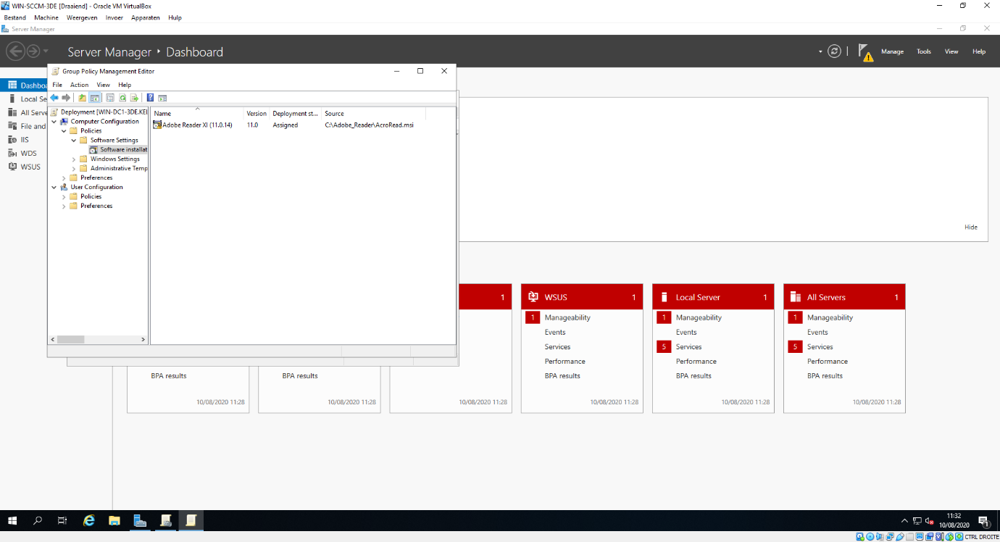 WIN-SCCM-3DE [Draaiend] - Oracle VM VirtualBox
Bestand Machine Weergeven Invoer Apparaten Hulp
Server Manager
Server Manager Dashboard
Manage Tools View Help
Group Policy Management Editor
File Action View Help
Dashboa
Local Se
All Serve
File and
IIS
WDS
WSUS
Deployment [WIN-DC1-3DE.KEI
Computer Configuration
Policies
Software Settings
Software installat
Windows Settings
Administrative Temp
Preferences
User Configuration
Policies
Preferences
Name Version Deployment st... Source
Adobe Reader XI (11.0.14) 11.0 Assigned C:\Adobe_Reader\AcroRead.msi
Hide
BPA results
10/08/2020 11:28
BPA results
10/08/2020 11:28
1
10/08/2020 11:28
WSUS 1
1 Manageability
Events
Services
Performance
BPA results
10/08/2020 11:28
Local Server 1
1 Manageability
Events
5 Services
Performance
BPA results
10/08/2020 11:28
All Servers 1
1 Manageability
Events
5 Services
Performance
BPA results
10/08/2020 11:28
11:32
10/08/2020
1
CTRL DROITE